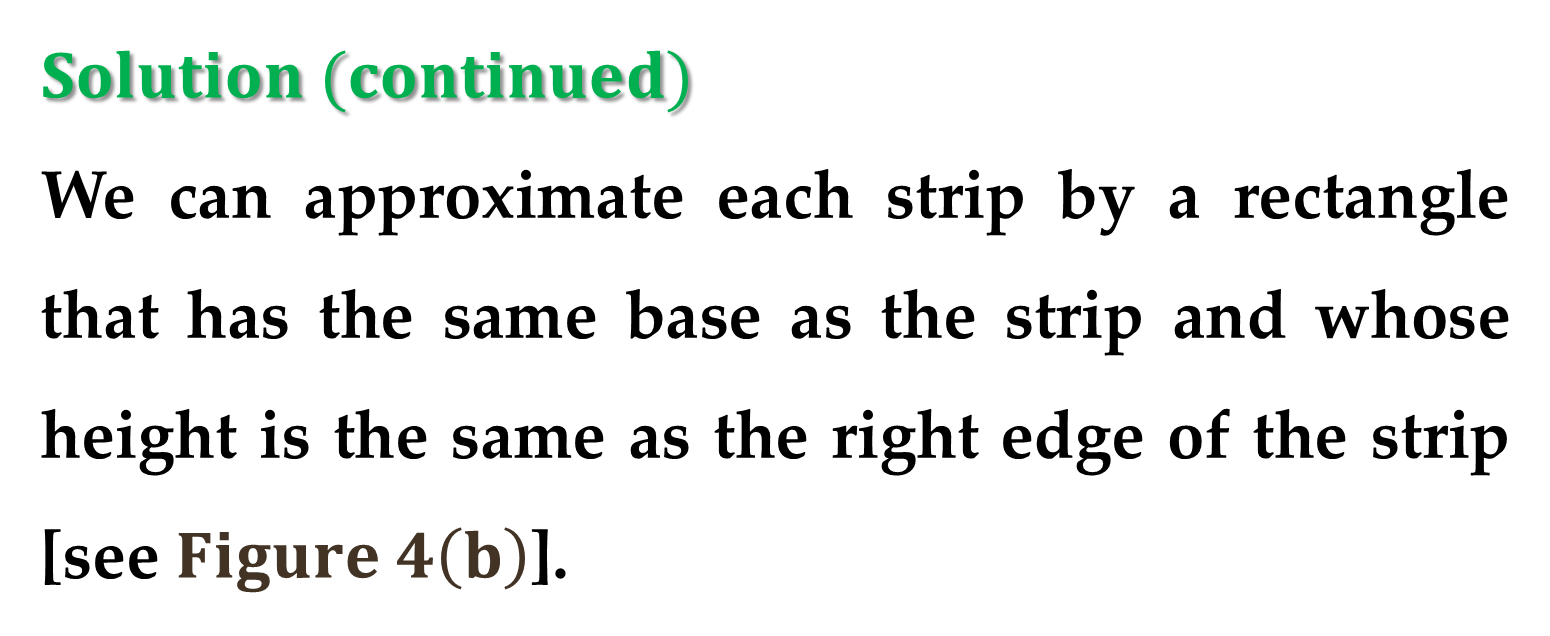 Solution (continued)
We can approximate each strip by a rectangle
that has the same base as the strip and whose
height is the same as the right edge of the strip
[see Figure 4(b)].